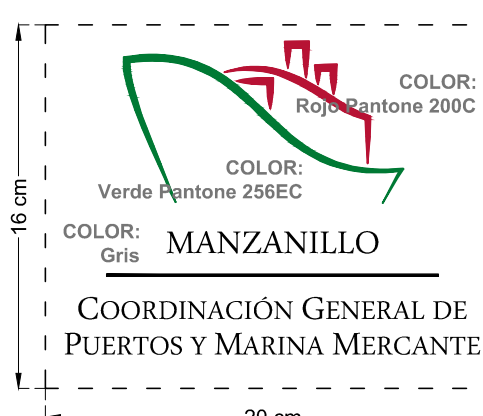 COLOR:
Rojo Pantone 200C
COLOR:
Verde Pantone 256EC
16 cm
COLOR:
Gris
MANZANILLO
COORDINACIÓN GENERAL DE
PUERTOS Y MARINA MERCANTE
20 cm